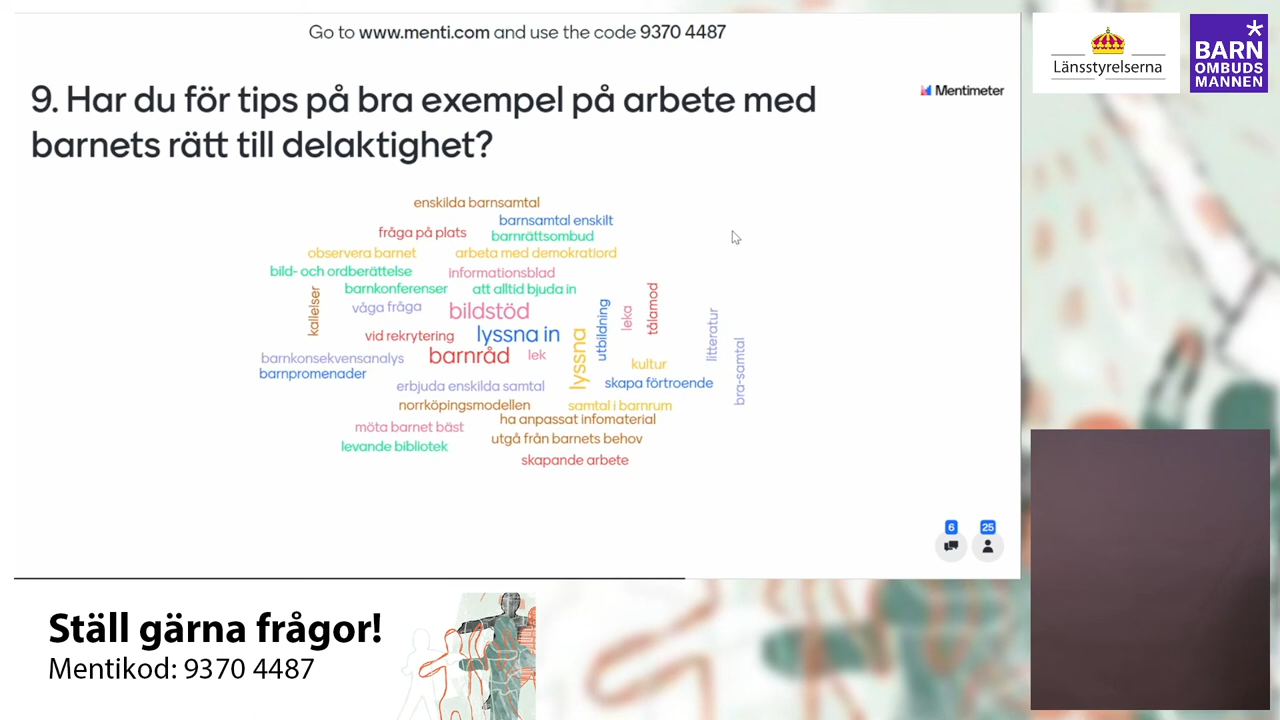 Go to www.menti.com and use the code 9370 4487
Länsstyrelserna
BARN
OMBUDS
MANNEN
9. Har du för tips på bra exempel på arbete med
barnets rätt till delaktighet?
Mentimeter
enskilda barnsamtal
barnsamtal enskilt
fråga på plats
barnrättsombud
observera barnet
arbeta med demokratiord
bild- och ordberättelse
informationsblad
barnkonferenser
att alltid bjuda in
kallelser
våga fråga
bildstöd
utbildning
leka
tålamod
litteratur
vid rekrytering
lyssna in
lyssna
bra-samtal
barnkonsekvensanalys
barnråd
lek
kultur
barnpromenader
erbjuda enskilda samtal
skapa förtroende
norrköpingsmodellen
samtal i barnrum
möta barnet bäst
ha anpassat infomaterial
levande bibliotek
utgå från barnets behov
skapande arbete
6
25
Ställ gärna frågor!
Mentikod: 9370 4487